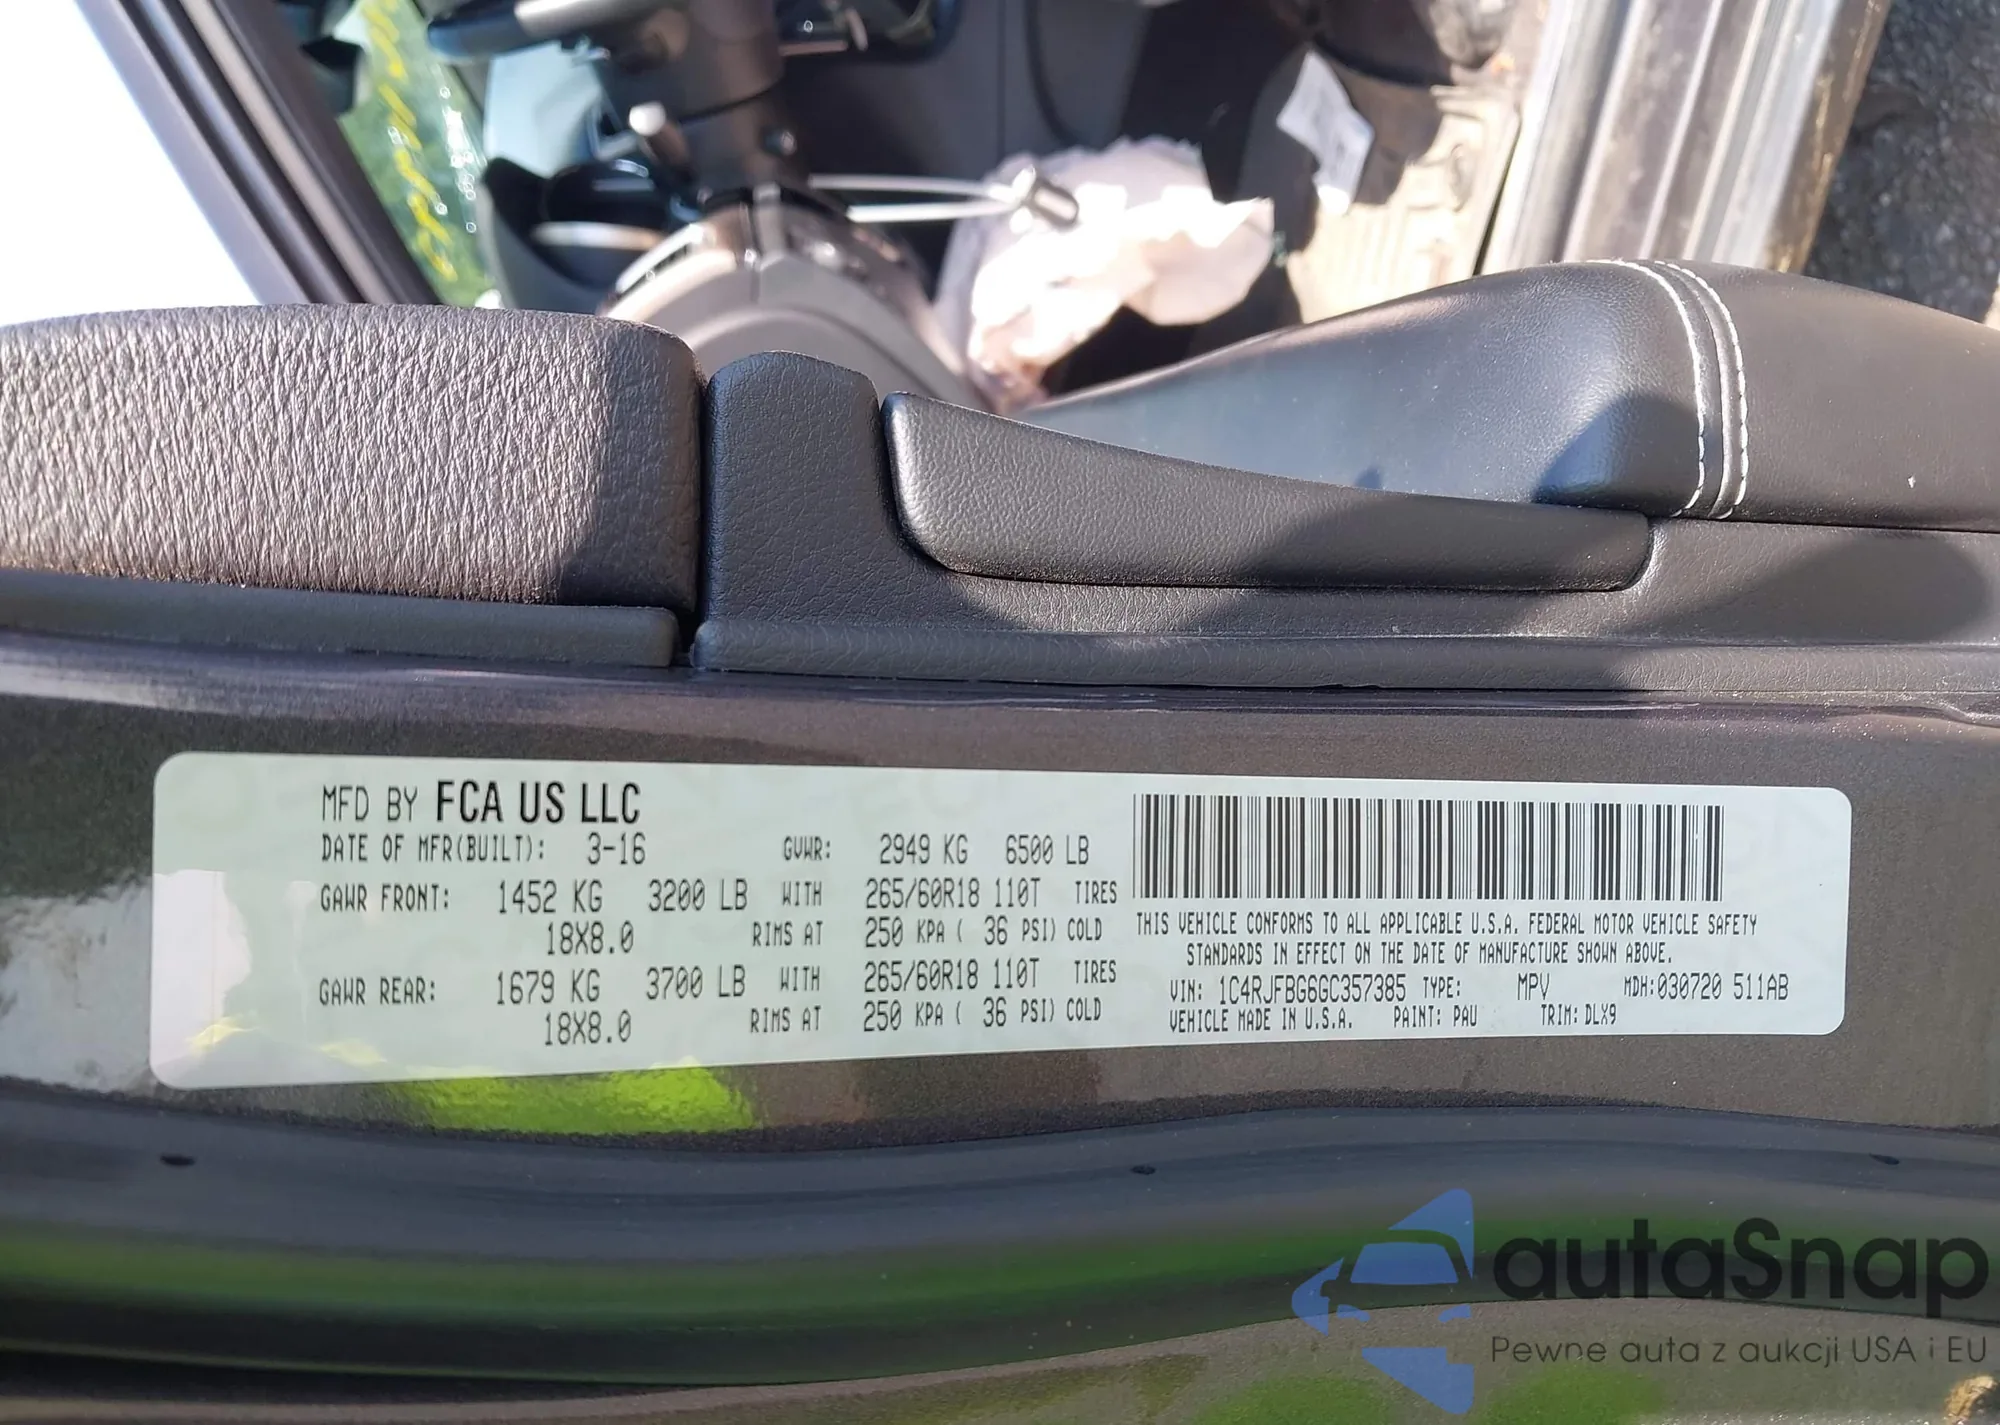 MFD BY FCA US LLC
DATE OF MFR(BUILT): 3-16 GVWR: 2949 KG 6500 LB
GAWR FRONT: 1452 KG 3200 LB WITH 265/60R18 110T TIRES
18X8.0 RIMS AT 250 KPA ( 36 PSI) COLD
GAWR REAR: 1679 KG 3700 LB WITH 265/60R18 110T TIRES
18X8.0 RIMS AT 250 KPA ( 36 PSI) COLD
THIS VEHICLE CONFORMS TO ALL APPLICABLE U.S.A. FEDERAL MOTOR VEHICLE SAFETY
STANDARDS IN EFFECT ON THE DATE OF MANUFACTURE SHOWN ABOVE.
VIN: 1C4RJFBG6GC357385 TYPE: MPV MDH:030720 511AB
VEHICLE MADE IN U.S.A. PAINT: PAU TRIM: DLX9
autaSnap
Pewne auta z aukcji USA i EU